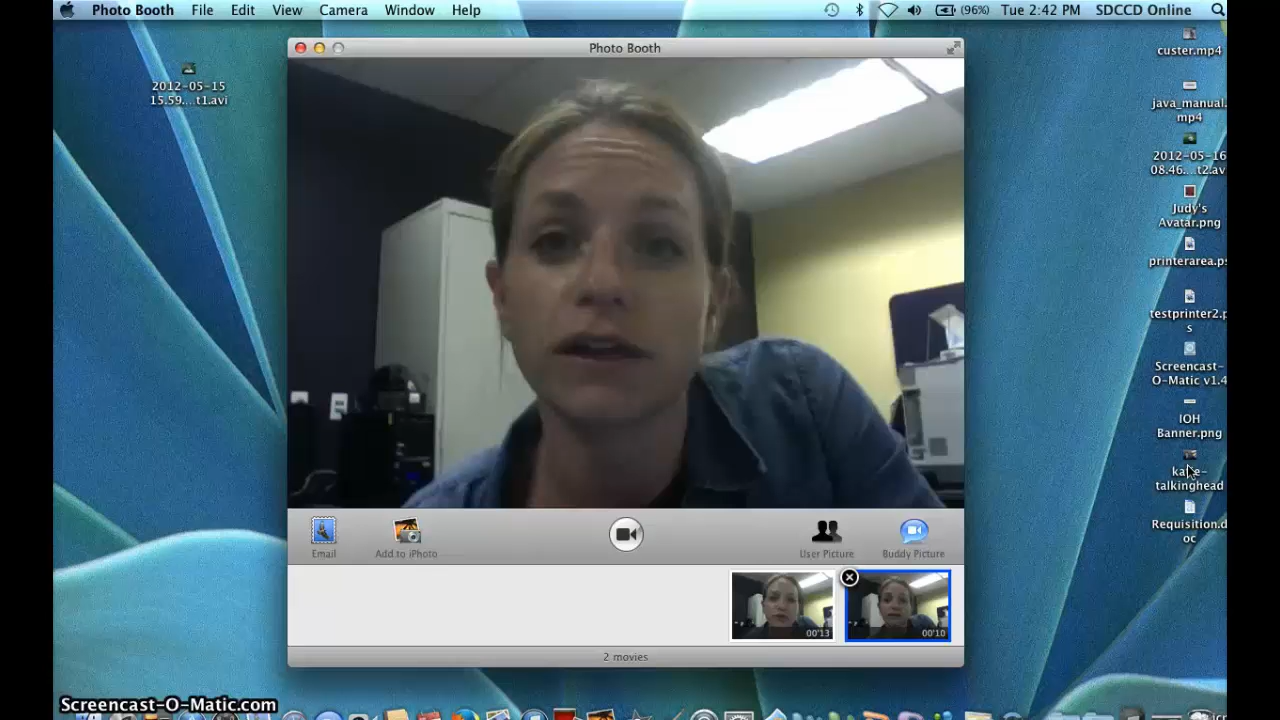 Photo Booth File Edit View Camera Window Help (96%) Tue 2:42 PM SDCCD Online
Photo Booth
2012-05-15
15.59....t1.avi
custer.mp4
java_manual.
mp4
2012-05-16
08.46....t2.av
Judy's
Avatar.png
printerarea.ps
testprinter2.p
s
Screencast-
O-Matic v1.4
IOH
Banner.png
talkinghead
Requisition.d
oc
Email Add to iPhoto User Picture Buddy Picture
00'13 00'10
2 movies
Screencast-O-Matic.com